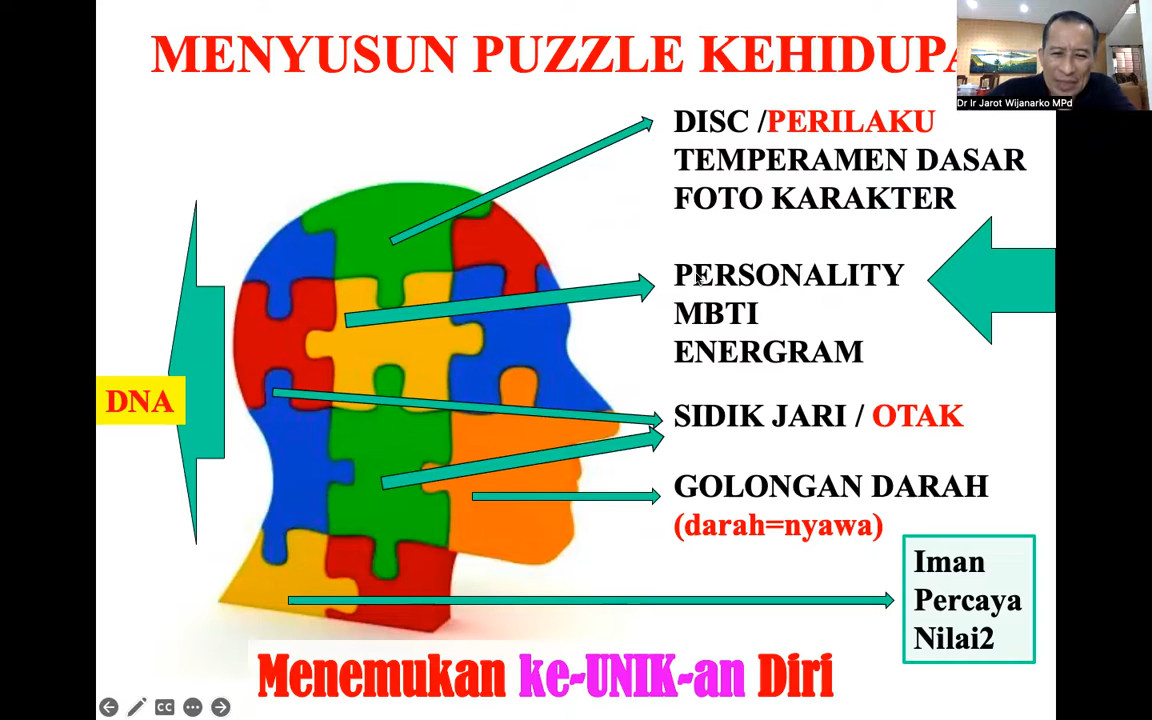 MENYUSUN PUZZLE KEHIDUPA
Dr Ir Jarot Wijanarko MPd
DISC /PERILAKU
TEMPERAMEN DASAR
FOTO KARAKTER
PERSONALITY
MBTI
ENERGRAM
DNA
SIDIK JARI / OTAK
GOLONGAN DARAH
(darah=nyawa)
Iman
Percaya
Nilai2
Menemukan ke-UNIK-an Diri
CC